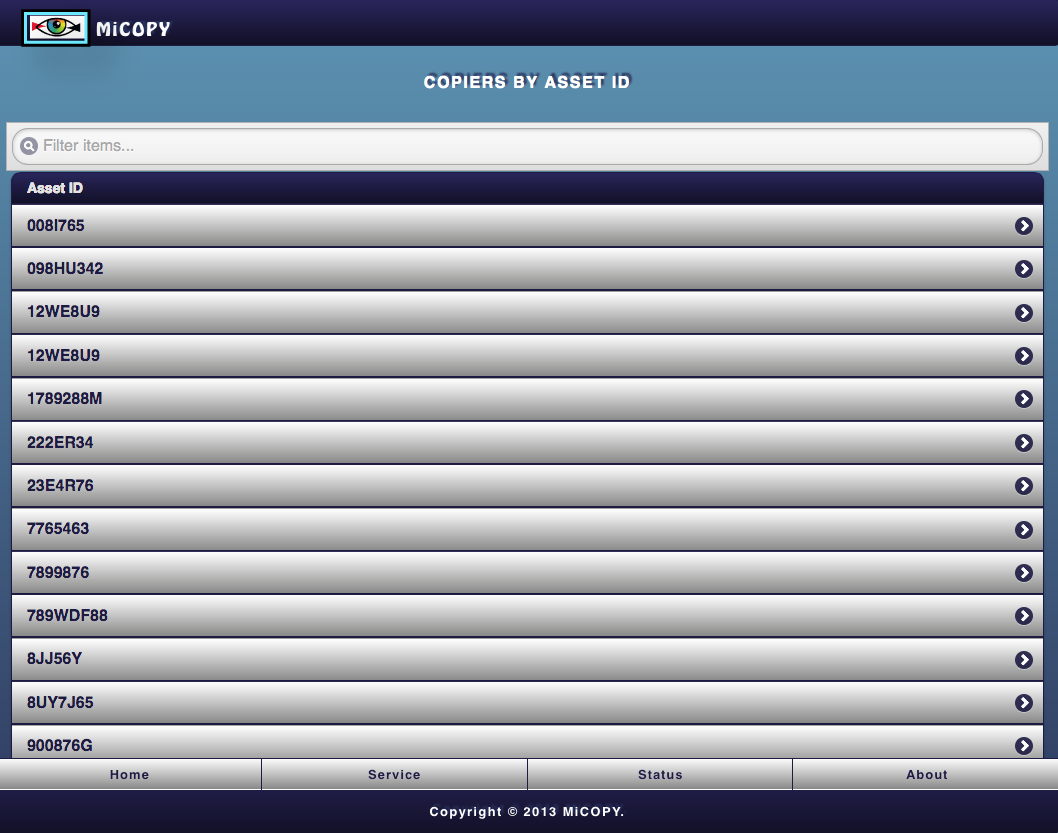 MiCOPY
COPIERS BY ASSET ID
Filter items...
Asset ID
008I765
098HU342
12WE8U9
12WE8U9
1789288M
222ER34
23E4R76
7765463
7899876
789WDF88
8JJ56Y
8UY7J65
900876G
Home Service Status About
Copyright © 2013 MiCOPY.